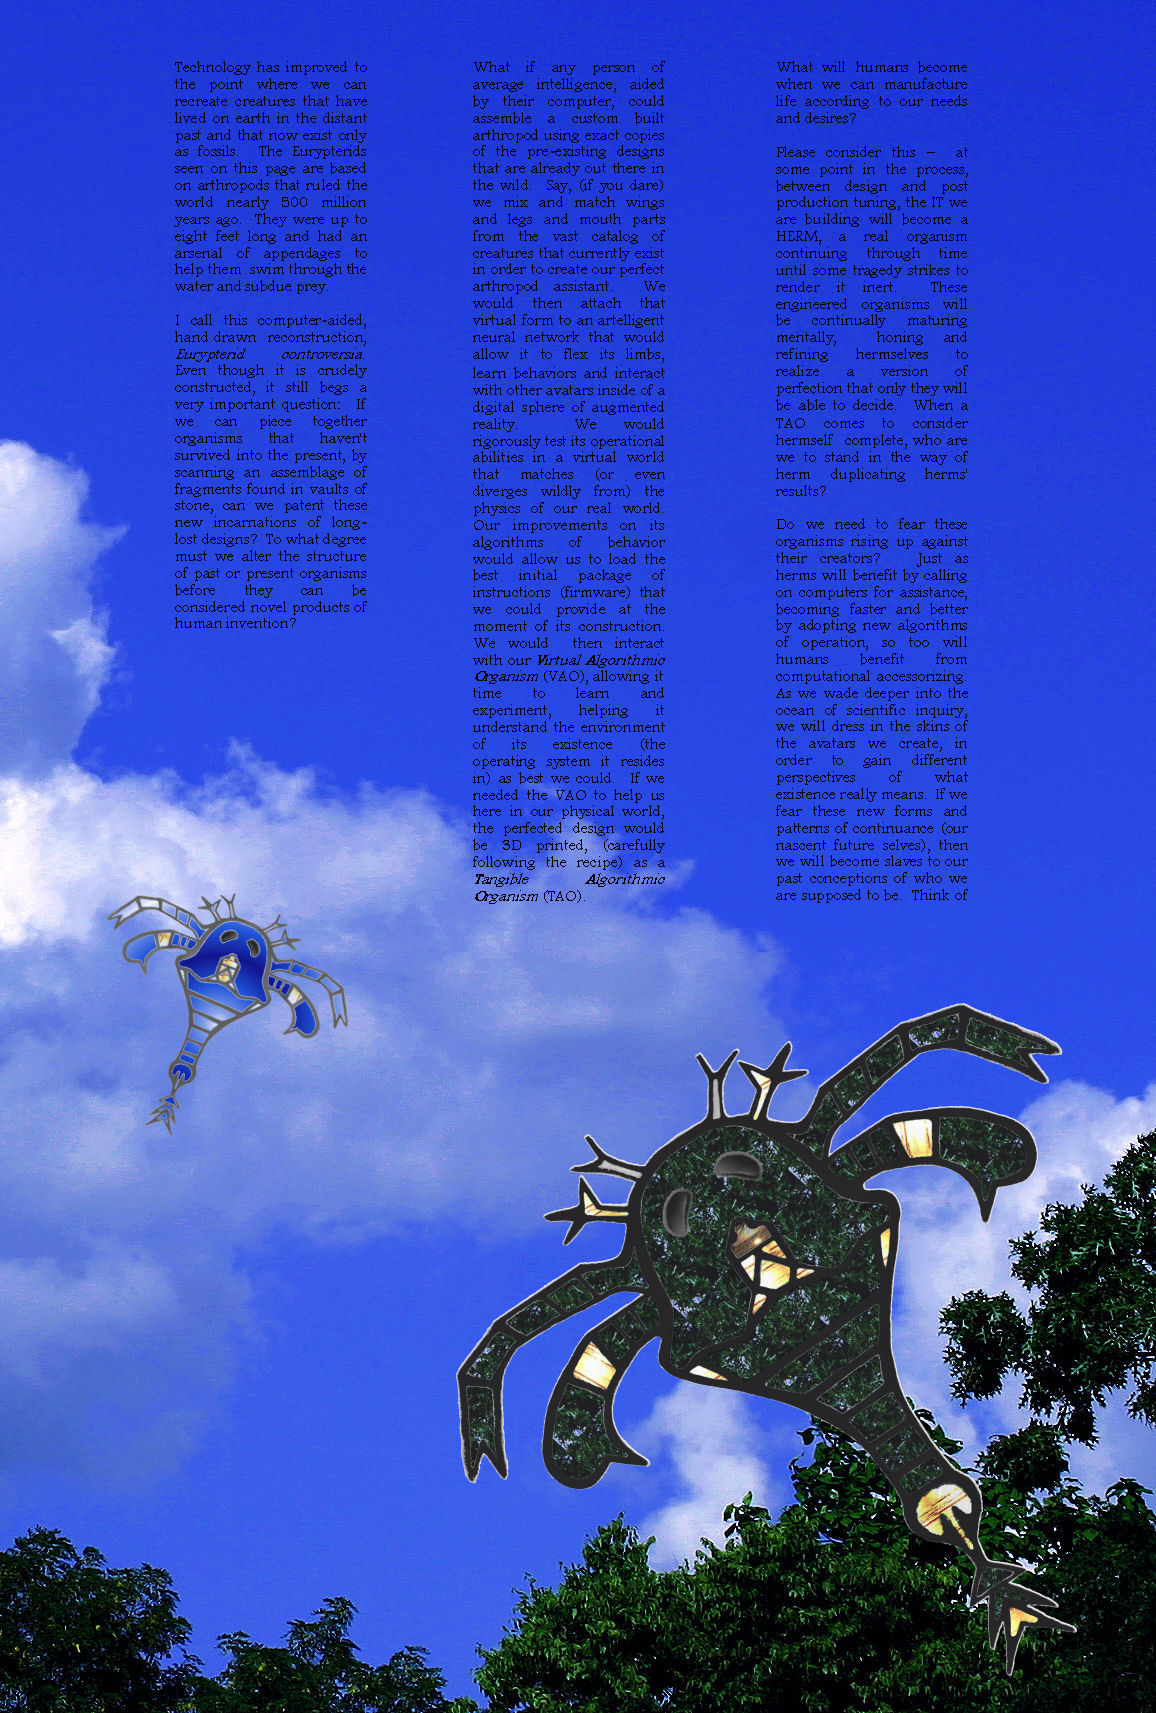 Technology has improved to
the point where we can
recreate creatures that have
lived on earth in the distant
past and that now exist only
as fossils. The Eurypterids
seen on this page are based
on arthropods that ruled the
world nearly 500 million
years ago. They were up to
eight feet long and had an
arsenal of appendages to
help them swim through the
water and subdue prey.
I call this computer-aided,
hand drawn reconstruction,
Eurypterid controversia.
Even though it is crudely
constructed, it still begs a
very important question: If
we can piece together
organisms that haven't
survived into the present, by
scanning an assemblage of
fragments found in vaults of
stone, can we patent these
new incarnations of long-
lost designs? To what degree
must we alter the structure
of past or present organisms
before they can be
considered novel products of
human invention?
What if any person of
average intelligence, aided
by their computer, could
assemble a custom built
arthropod using exact copies
of the pre-existing designs
that are already out there in
the wild. Say, (if you dare)
we mix and match wings
and legs and mouth parts
from the vast catalog of
creatures that currently exist
in order to create our perfect
arthropod assistant. We
would then attach that
virtual form to an artelligent
neural network that would
allow it to flex its limbs,
learn behaviors and interact
with other avatars inside of a
digital sphere of augmented
reality. We would
rigorously test its operational
abilities in a virtual world
that matches (or even
diverges wildly from) the
physics of our real world.
Our improvements on its
algorithms of behavior
would allow us to load the
best initial package of
instructions (firmware) that
we could provide at the
moment of its construction.
We would then interact
with our Virtual Algorithmic
Organism (VAO), allowing it
time to learn and
experiment, helping it
understand the environment
of its existence (the
operating system it resides
in) as best we could. If we
needed the VAO to help us
here in our physical world,
the perfected design would
be 3D printed, (carefully
following the recipe) as a
Tangible Algorithmic
Organism (TAO).
What will humans become
when we can manufacture
life according to our needs
and desires?
Please consider this – at
some point in the process,
between design and post
production tuning, the IT we
are building will become a
HERM, a real organism
continuing through time
until some tragedy strikes to
render it inert. These
engineered organisms will
be continually maturing
mentally, honing and
refining hermselves to
realize a version of
perfection that only they will
be able to decide. When a
TAO comes to consider
hermself complete, who are
we to stand in the way of
herm duplicating herms'
results?
Do we need to fear these
organisms rising up against
their creators? Just as
herms will benefit by calling
on computers for assistance,
becoming faster and better
by adopting new algorithms
of operation, so too will
humans benefit from
computational accessorizing.
As we wade deeper into the
ocean of scientific inquiry,
we will dress in the skins of
the avatars we create, in
order to gain different
perspectives of what
existence really means. If we
fear these new forms and
patterns of continuance (our
nascent future selves), then
we will become slaves to our
past conceptions of who we
are supposed to be. Think of